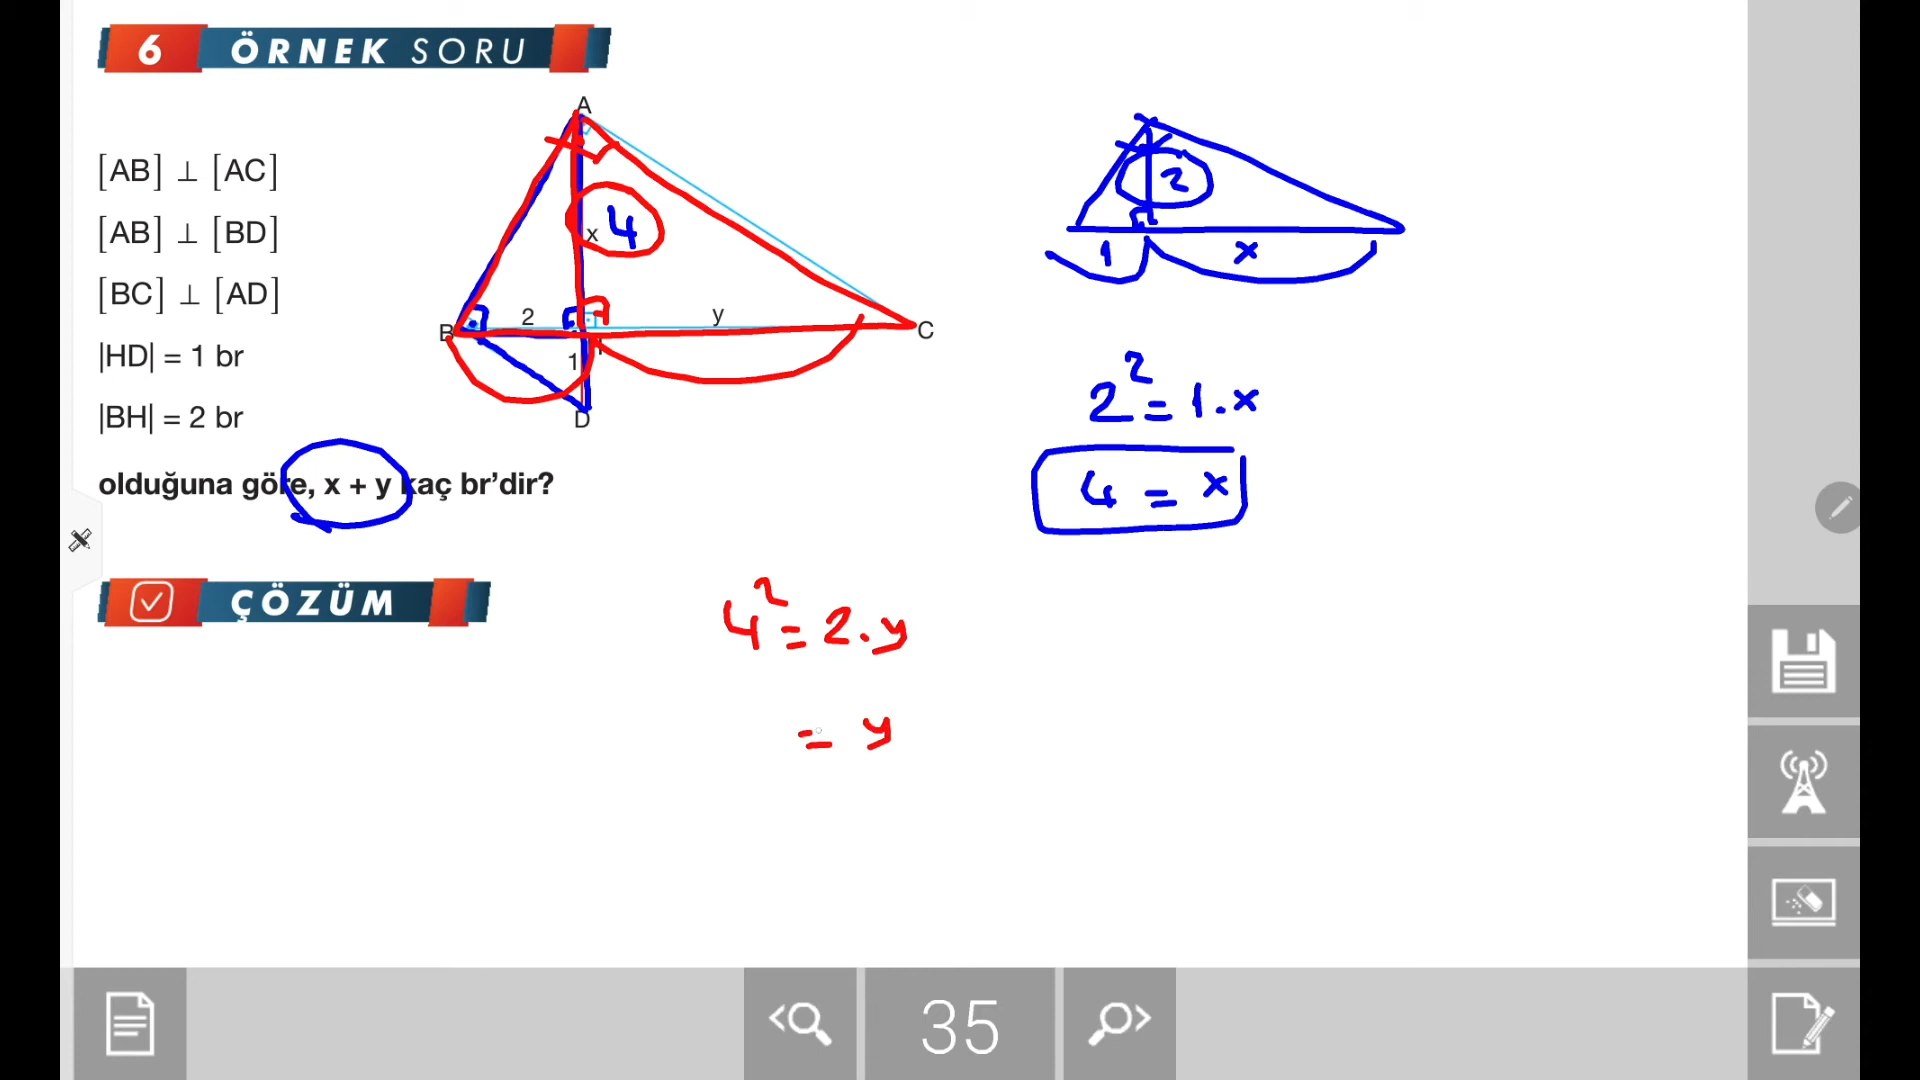 6 ÖRNEK SORU
[AB] ⊥ [AC]
[AB] ⊥ [BD]
[BC] ⊥ [AD]
|HD| = 1 br
|BH| = 2 br
olduğuna göre, x + y kaç br’dir?
A
4
x
B
2
y
C
1
D
2
1
x
2² = 1.x
4 = x
ÇÖZÜM
4² = 2.y
= y
35